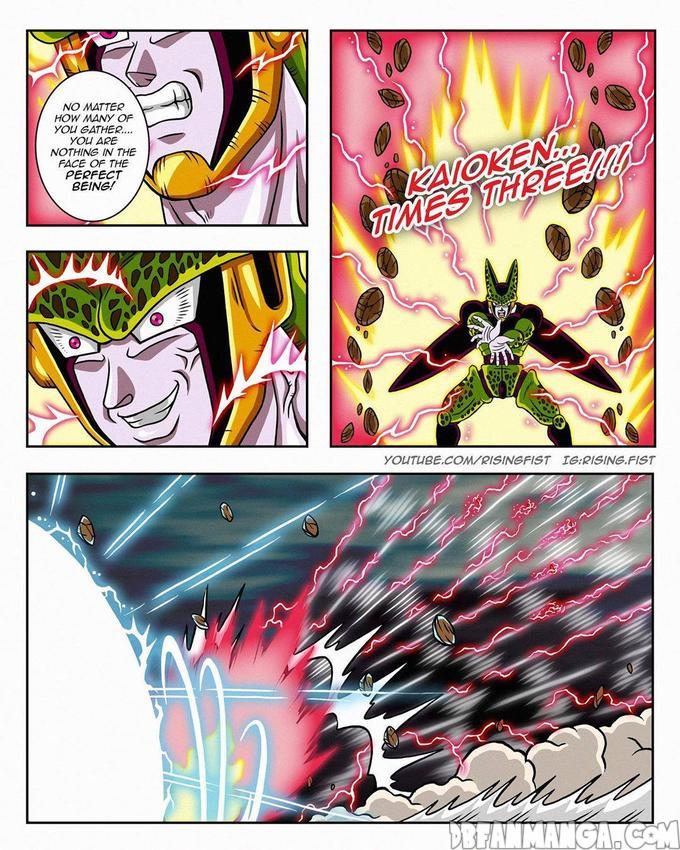 NO MATTER
HOW MANY OF
YOU GATHER....
YOU ARE
NOTHING IN THE
FACE OF THE
PERFECT
BEING!
KAIOKEN...
TIMES THREE!!!
YOUTUBE.COM/RISINGFIST IG:RISING.FIST
DBFANMANGA.COM